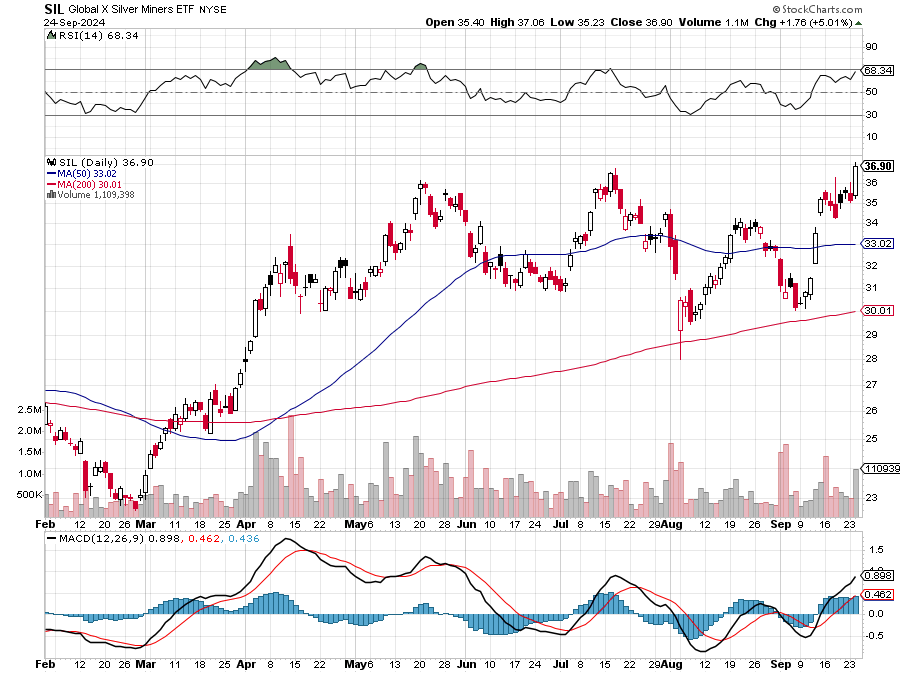 SIL Global X Silver Miners ETF NYSE
© StockCharts.com
24-Sep-2024
Open 35.40 High 37.06 Low 35.23 Close 36.90 Volume 1.1M Chg +1.76 (+5.01%)
RSI(14) 68.34
90
68.34
50
30
10
SIL (Daily) 36.90
MA(50) 33.02
MA(200) 30.01
Volume 1,109,398
36.90
36
35
34
33.02
32
31
30.01
29
28
27
26
25
23
2.5M
2.0M
1.5M
1.0M
500K
110939
Feb 12 20 26 Mar 11 18 25 Apr 8 15 22 May 6 13 20 28 Jun 10 17 24 Jul 8 15 22 29 Aug 12 19 26 Sep 9 16 23
MACD(12,26,9) 0.898, 0.462, 0.436
1.5
1.0
0.898
0.462
0.0
-0.5
Feb 12 20 26 Mar 11 18 25 Apr 8 15 22 May 6 13 20 28 Jun 10 17 24 Jul 8 15 22 29 Aug 12 19 26 Sep 9 16 23